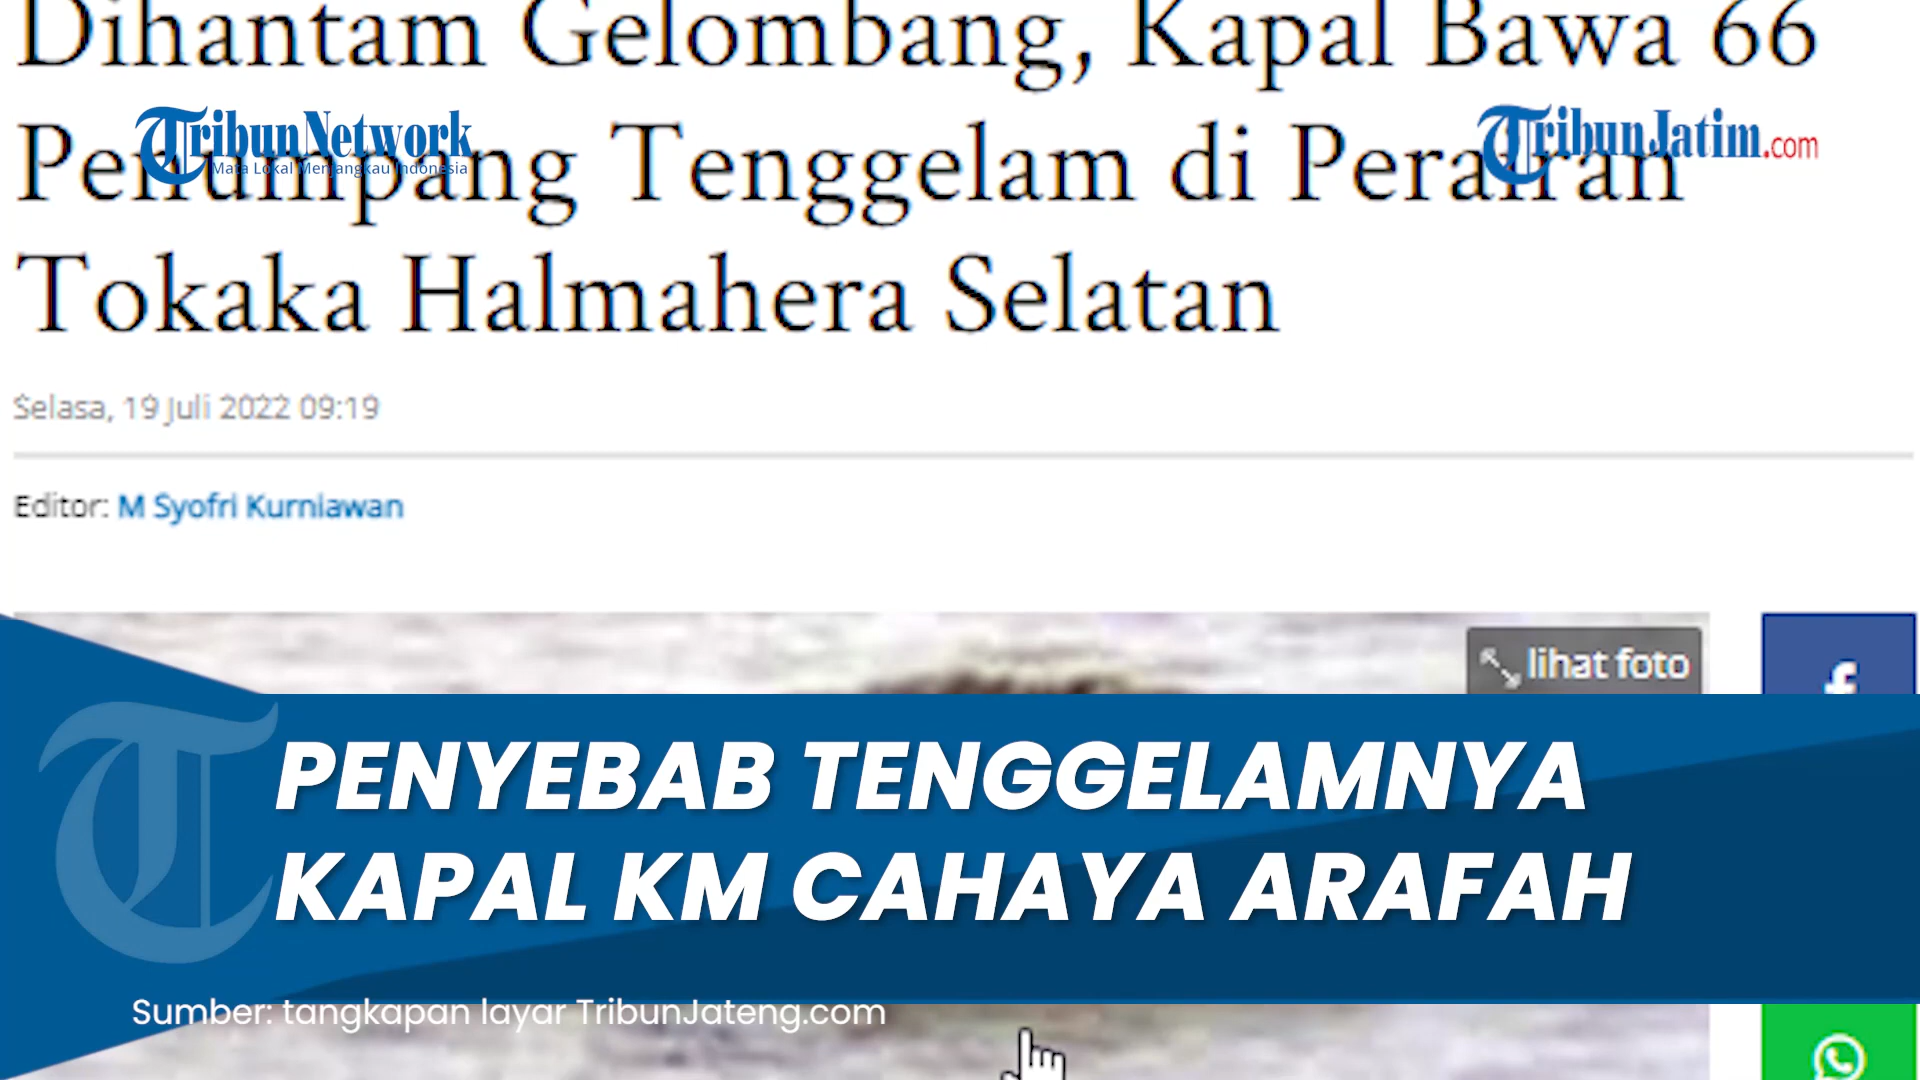 Dihantam Gelombang, Kapal Bawa 66
TribunNetwork
Mata Lokal Menjangkau Indonesia
TribunJatim.com
Penumpang Tenggelam di Perairan
Tokaka Halmahera Selatan
Selasa, 19 Juli 2022 09:19
Editor: M Syofri Kurniawan
lihat foto
f
PENYEBAB TENGGELAMNYA
KAPAL KM CAHAYA ARAFAH
Sumber: tangkapan layar TribunJateng.com